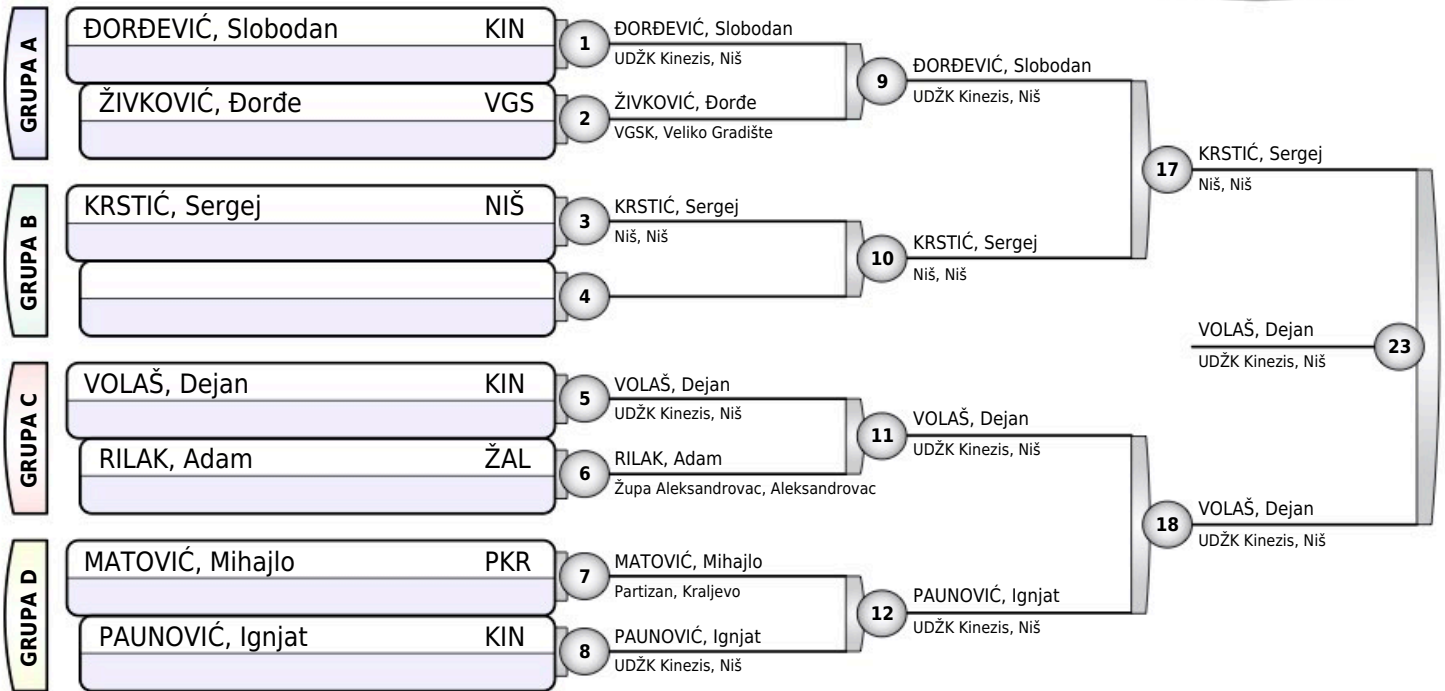 GRUPA A
ĐORĐEVIĆ, Slobodan KIN
ŽIVKOVIĆ, Đorđe VGS
GRUPA B
KRSTIĆ, Sergej NIŠ
GRUPA C
VOLAŠ, Dejan KIN
RILAK, Adam ŽAL
GRUPA D
MATOVIĆ, Mihajlo PKR
PAUNOVIĆ, Ignjat KIN
1
ĐORĐEVIĆ, Slobodan
UDŽK Kinezis, Niš
2
ŽIVKOVIĆ, Đorđe
VGSK, Veliko Gradište
3
KRSTIĆ, Sergej
Niš, Niš
4
5
VOLAŠ, Dejan
UDŽK Kinezis, Niš
6
RILAK, Adam
Župa Aleksandrovac, Aleksandrovac
7
MATOVIĆ, Mihajlo
Partizan, Kraljevo
8
PAUNOVIĆ, Ignjat
UDŽK Kinezis, Niš
9
ĐORĐEVIĆ, Slobodan
UDŽK Kinezis, Niš
10
KRSTIĆ, Sergej
Niš, Niš
11
VOLAŠ, Dejan
UDŽK Kinezis, Niš
12
PAUNOVIĆ, Ignjat
UDŽK Kinezis, Niš
17
KRSTIĆ, Sergej
Niš, Niš
18
VOLAŠ, Dejan
UDŽK Kinezis, Niš
VOLAŠ, Dejan
UDŽK Kinezis, Niš
23